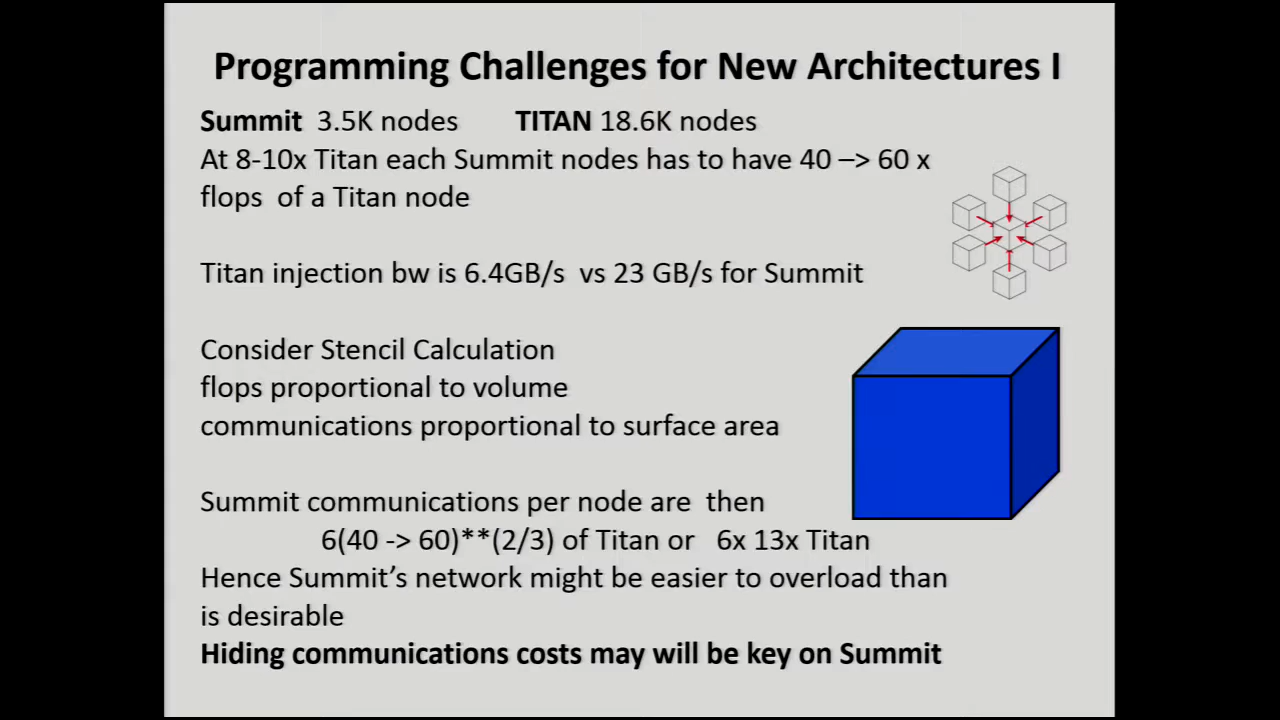 Programming Challenges for New Architectures I
Summit 3.5K nodes TITAN 18.6K nodes
At 8-10x Titan each Summit nodes has to have 40 –> 60 x
flops of a Titan node
Titan injection bw is 6.4GB/s vs 23 GB/s for Summit
Consider Stencil Calculation
flops proportional to volume
communications proportional to surface area
Summit communications per node are then
6(40 -> 60)**(2/3) of Titan or 6x 13x Titan
Hence Summit’s network might be easier to overload than
is desirable
Hiding communications costs may will be key on Summit